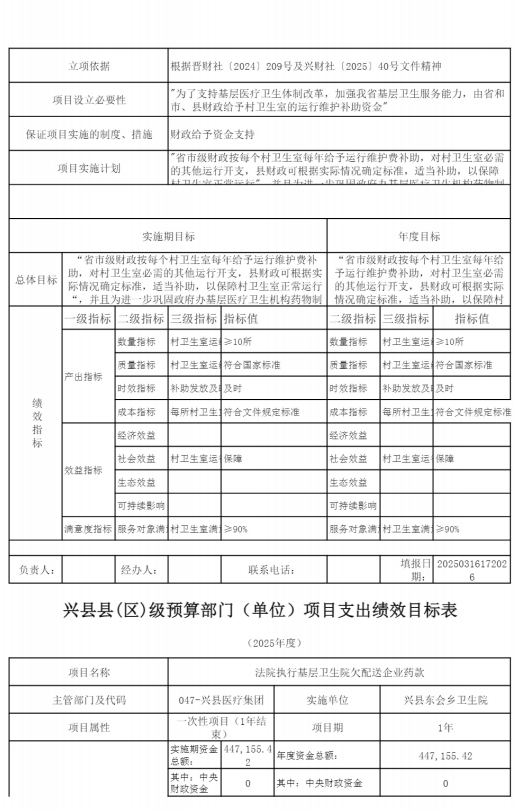 立项依据 根据晋财社〔2024〕209号及兴财社〔2025〕40号文件精神
项目设立必要性 "为了支持基层医疗卫生体制改革，加强我省基层卫生服务能力，由省和
市、县财政给予村卫生室的运行维护补助资金"
保证项目实施的制度、措施 财政给予资金支持
项目实施计划 "省市级财政按每个村卫生室每年给予运行维护费补助，对村卫生室必需
的其他运行开支，县财政可根据实际情况确定标准，适当补助，以保障
村卫生室正常运行"，并且为进一步巩固政府办基层医疗卫生机构药物制
实施期目标 年度目标
总体目标
“省市级财政按每个村卫生室每年给予运行维护费补
助，对村卫生室必需的其他运行开支，县财政可根据实
际情况确定标准，适当补助，以保障村卫生室正常运行
“，并且为进一步巩固政府办基层医疗卫生机构药物制
“省市级财政按每个村卫生室每年给
予运行维护费补助，对村卫生室必需
的其他运行开支，县财政可根据实际
情况确定标准，适当补助，以保障村
绩效指标
一级指标 二级指标 三级指标 指标值 二级指标 三级指标 指标值
产出指标
数量指标 村卫生室运 ≥10所 数量指标 村卫生室运 ≥10所
质量指标 村卫生室运 符合国家标准 质量指标 村卫生室运 符合国家标准
时效指标 补助发放及 及时 时效指标 补助发放及 及时
成本指标 每所村卫生 符合文件规定标准 成本指标 每所村卫生 符合文件规定标准
效益指标
经济效益 经济效益
社会效益 村卫生室运 保障 社会效益 村卫生室运 保障
生态效益 生态效益
可持续影响 可持续影响
满意度指标 服务对象满 村卫生室满 ≥90% 服务对象满 村卫生室满 ≥90%
负责人： 经办人： 联系电话： 填报日期： 20250316172026
兴县县(区)级预算部门（单位）项目支出绩效目标表
（2025年度）
项目名称 法院执行基层卫生院欠配送企业药款
主管部门及代码 047-兴县医疗集团 实施单位 兴县东会乡卫生院
项目属性 一次性项目（1年结束） 项目期 1年
实施期资金总额： 447,155.42 年度资金总额： 447,155.42
其中：中央财政资金 0 其中：中央财政资金 0